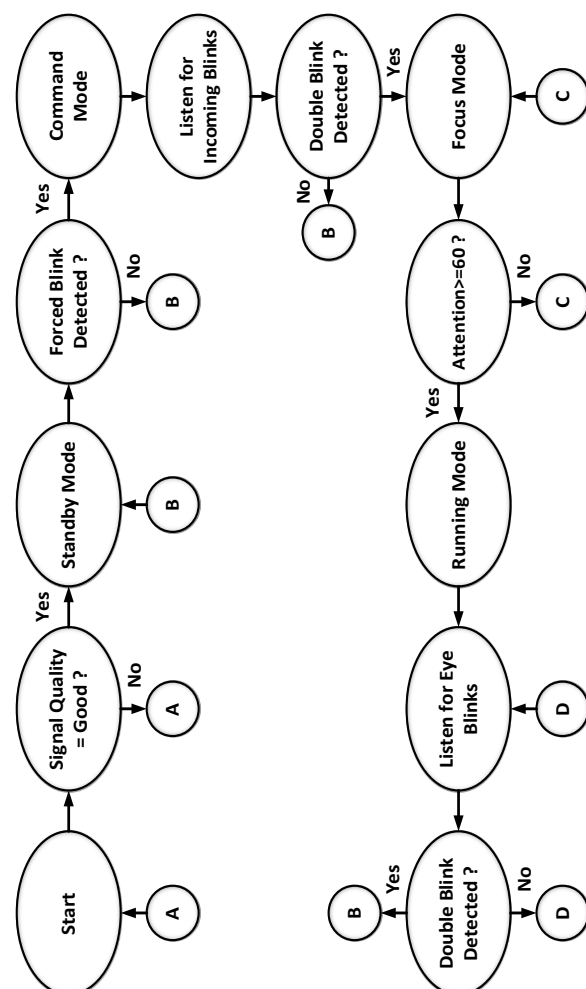 Start
A
Signal Quality
= Good ?
No
A
Yes
Standby Mode
B
Forced Blink
Detected ?
No
B
Yes
Command
Mode
Listen for
Incoming Blinks
Double Blink
Detected ?
No
B
Yes
Focus Mode
C
Attention>=60 ?
No
C
Yes
Running Mode
Listen for Eye
Blinks
D
Double Blink
Detected ?
Yes
B
No
D